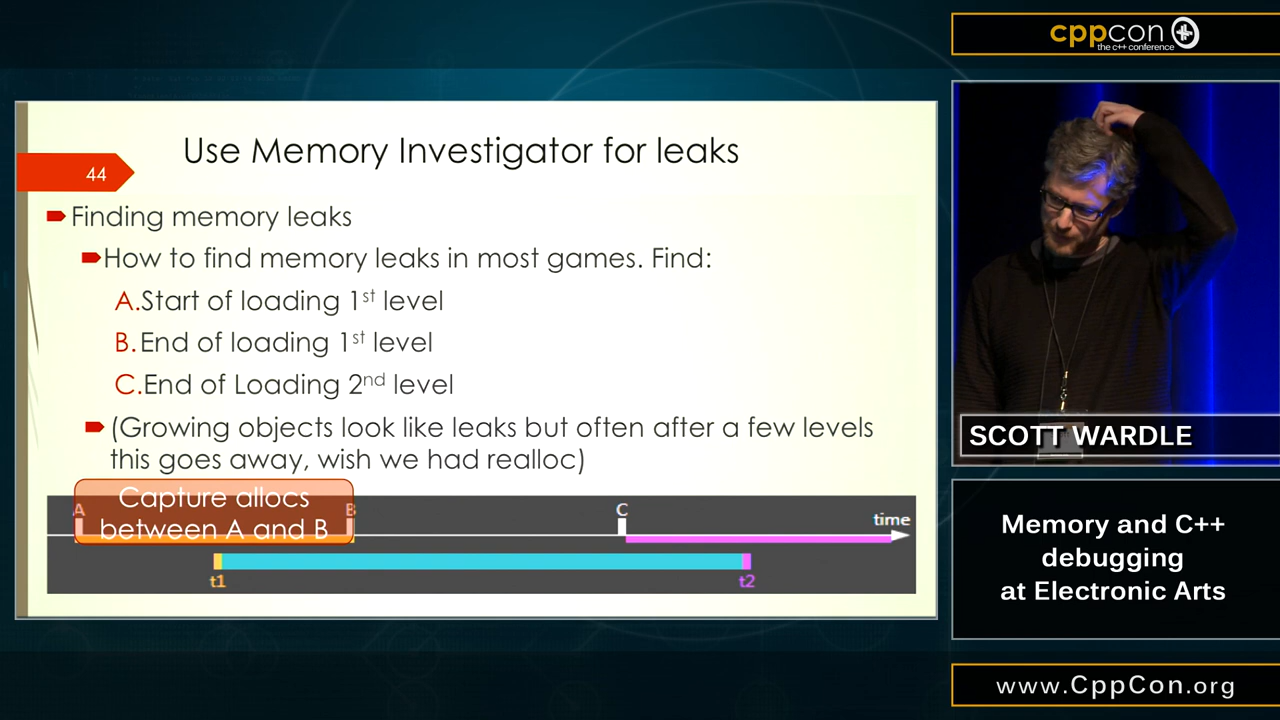 Use Memory Investigator for leaks
44
Finding memory leaks
How to find memory leaks in most games. Find:
A.Start of loading 1st level
B.End of loading 1st level
C.End of Loading 2nd level
(Growing objects look like leaks but often after a few levels
this goes away, wish we had realloc)
Capture allocs
between A and B
A
B
C
time
t1
t2
cppcon
the c++ conference
SCOTT WARDLE
Memory and C++
debugging
at Electronic Arts
www.CppCon.org